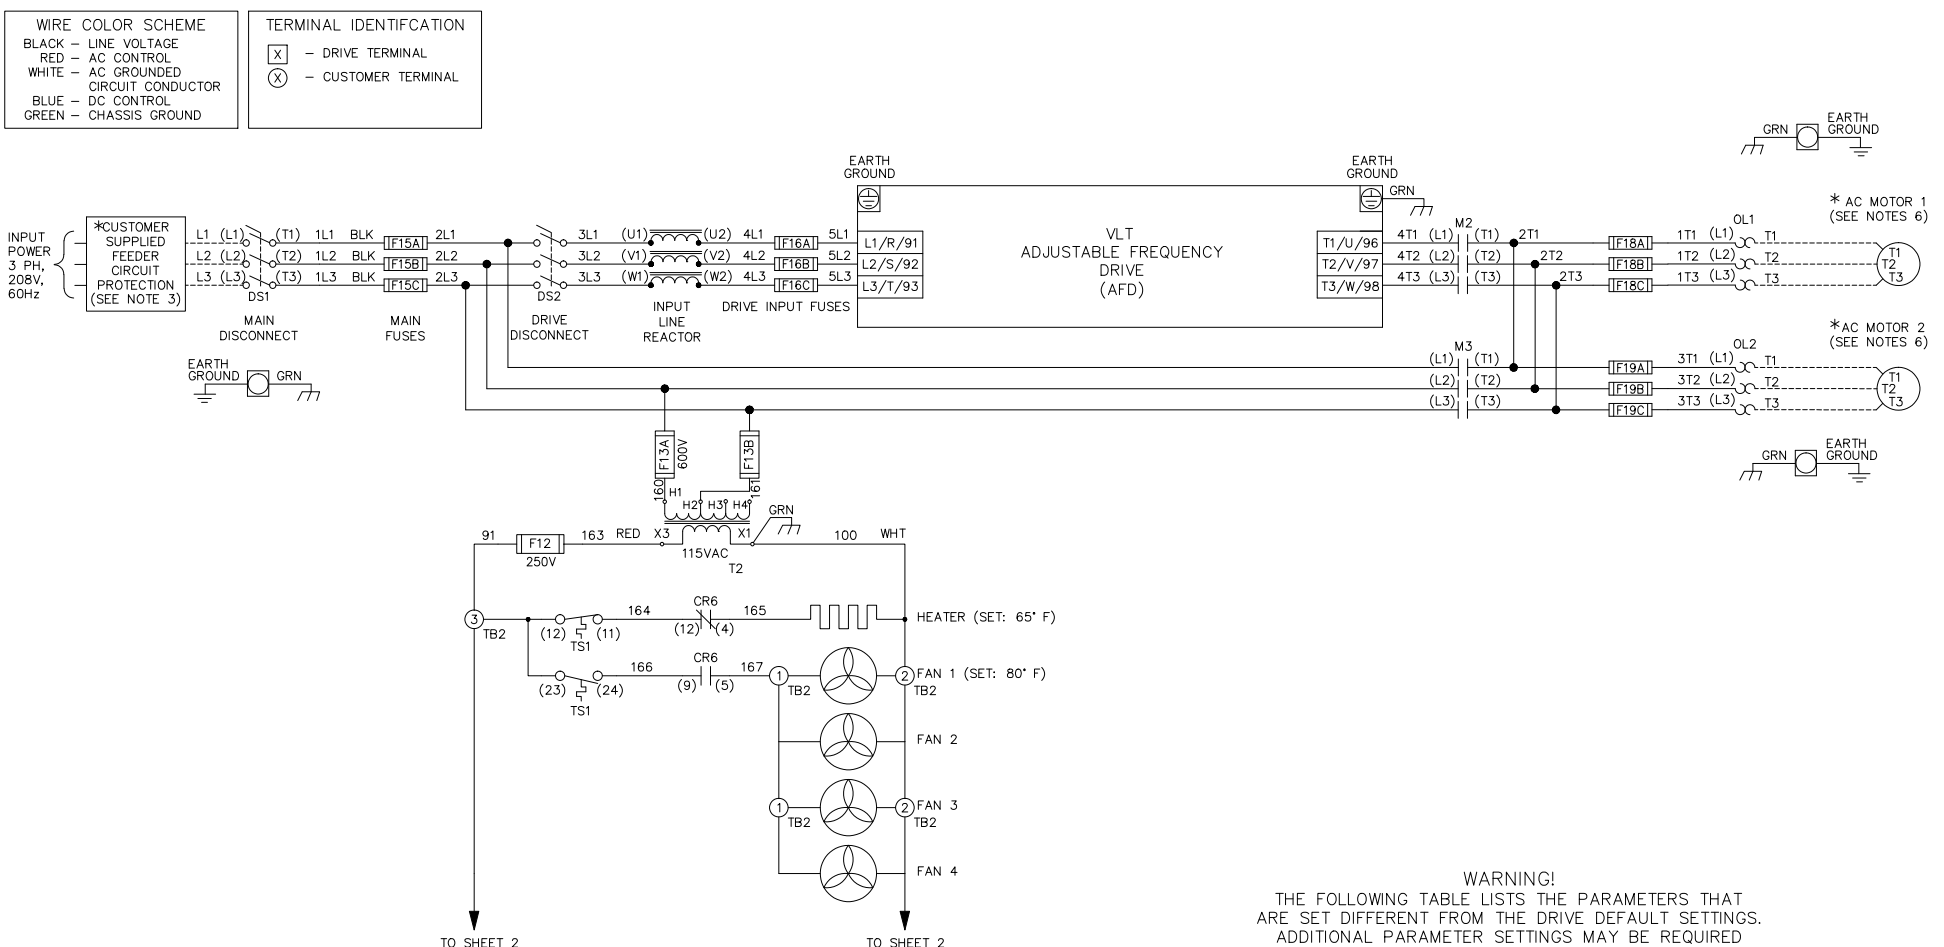 WIRE COLOR SCHEME
BLACK – LINE VOLTAGE
RED – AC CONTROL
WHITE – AC GROUNDED
CIRCUIT CONDUCTOR
BLUE – DC CONTROL
GREEN – CHASSIS GROUND
TERMINAL IDENTIFCATION
X – DRIVE TERMINAL
X – CUSTOMER TERMINAL
GRN
EARTH
GROUND
INPUT
POWER
3 PH,
208V,
60Hz
*CUSTOMER
SUPPLIED
FEEDER
CIRCUIT
PROTECTION
(SEE NOTE 3)
L1 (L1) (T1) 1L1 BLK F15A 2L1
L2 (L2) (T2) 1L2 BLK F15B 2L2
L3 (L3) (T3) 1L3 BLK F15C 2L3
DS1
MAIN
DISCONNECT
MAIN
FUSES
3L1 (U1) (U2) 4L1 F16A 5L1
3L2 (V1) (V2) 4L2 F16B 5L2
3L3 (W1) (W2) 4L3 F16C 5L3
DS2
DRIVE
DISCONNECT
INPUT
LINE
REACTOR
DRIVE INPUT FUSES
EARTH
GROUND
L1/R/91
L2/S/92
L3/T/93
VLT
ADJUSTABLE FREQUENCY
DRIVE
(AFD)
EARTH
GROUND
GRN
T1/U/96
T2/V/97
T3/W/98
M2
4T1 (L1) (T1) 2T1 F18A 1T1 (L1) T1
4T2 (L2) (T2) 2T2 F18B 1T2 (L2) T2
4T3 (L3) (T3) 2T3 F18C 1T3 (L3) T3
OL1
* AC MOTOR 1
(SEE NOTES 6)
T1
T2
T3
M3
(L1) (T1) F19A 3T1 (L1) T1
(L2) (T2) F19B 3T2 (L2) T2
(L3) (T3) F19C 3T3 (L3) T3
OL2
*AC MOTOR 2
(SEE NOTES 6)
T1
T2
T3
EARTH
GROUND
GRN
GRN
EARTH
GROUND
F13A
600V
F13B
160
161
H1
H2 H3 H4
GRN
91 F12 163 RED X3 X1 100 WHT
250V
115VAC
T2
3
TB2
(12) (11) 164 CR6 165
TS1
(12) (4)
HEATER (SET: 65° F)
(23) (24) 166 CR6 167
TS1
(9) (5)
1
TB2
2
TB2
FAN 1 (SET: 80° F)
FAN 2
1
TB2
2
TB2
FAN 3
FAN 4
TO SHEET 2
TO SHEET 2
WARNING!
THE FOLLOWING TABLE LISTS THE PARAMETERS THAT
ARE SET DIFFERENT FROM THE DRIVE DEFAULT SETTINGS.
ADDITIONAL PARAMETER SETTINGS MAY BE REQUIRED